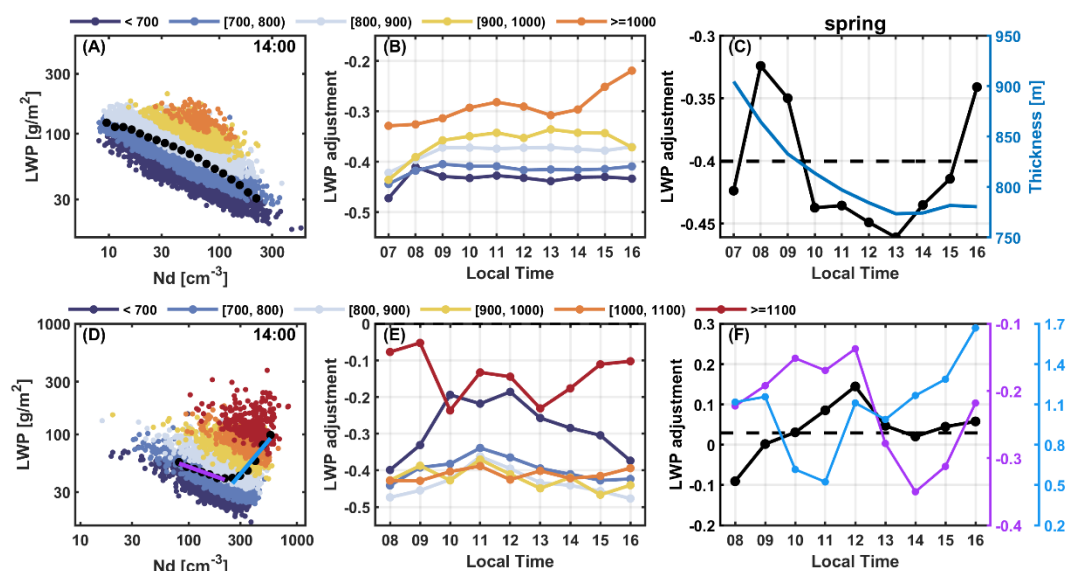 < 700 [700, 800) [800, 900) [900, 1000) >=1000
spring
(A) 14:00
LWP [g/m2]
300
100
30
10 30 100 300
Nd [cm-3]
(B)
LWP adjustment
-0.2
-0.3
-0.4
-0.5
07 08 09 10 11 12 13 14 15 16
Local Time
(C)
LWP adjustment
-0.3
-0.35
-0.4
-0.45
07 08 09 10 11 12 13 14 15 16
Local Time
950
900
850
800
750
Thickness [m]
< 700 [700, 800) [800, 900) [900, 1000) [1000, 1100) >=1100
(D) 14:00
LWP [g/m2]
1000
300
100
30
10 30 100 300 1000
Nd [cm-3]
(E)
LWP adjustment
0
-0.1
-0.2
-0.3
-0.4
-0.5
08 09 10 11 12 13 14 15 16
Local Time
(F)
LWP adjustment
0.3
0.2
0.1
0
-0.1
-0.2
08 09 10 11 12 13 14 15 16
Local Time
-0.1
-0.2
-0.3
-0.4
1.7
1.4
1.1
0.8
0.5
0.2